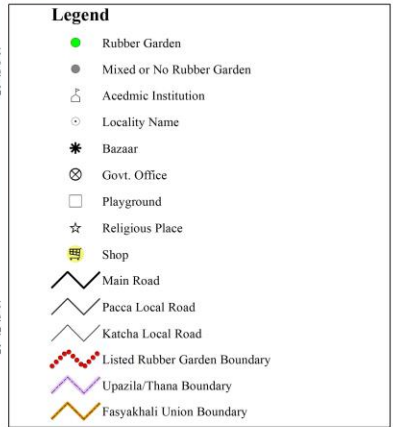 Legend
Rubber Garden
Mixed or No Rubber Garden
Acedmic Institution
Locality Name
Bazaar
Govt. Office
Playground
Religious Place
Shop
Main Road
Pacca Local Road
Katcha Local Road
Listed Rubber Garden Boundary
Upazila/Thana Boundary
Fasyakhali Union Boundary